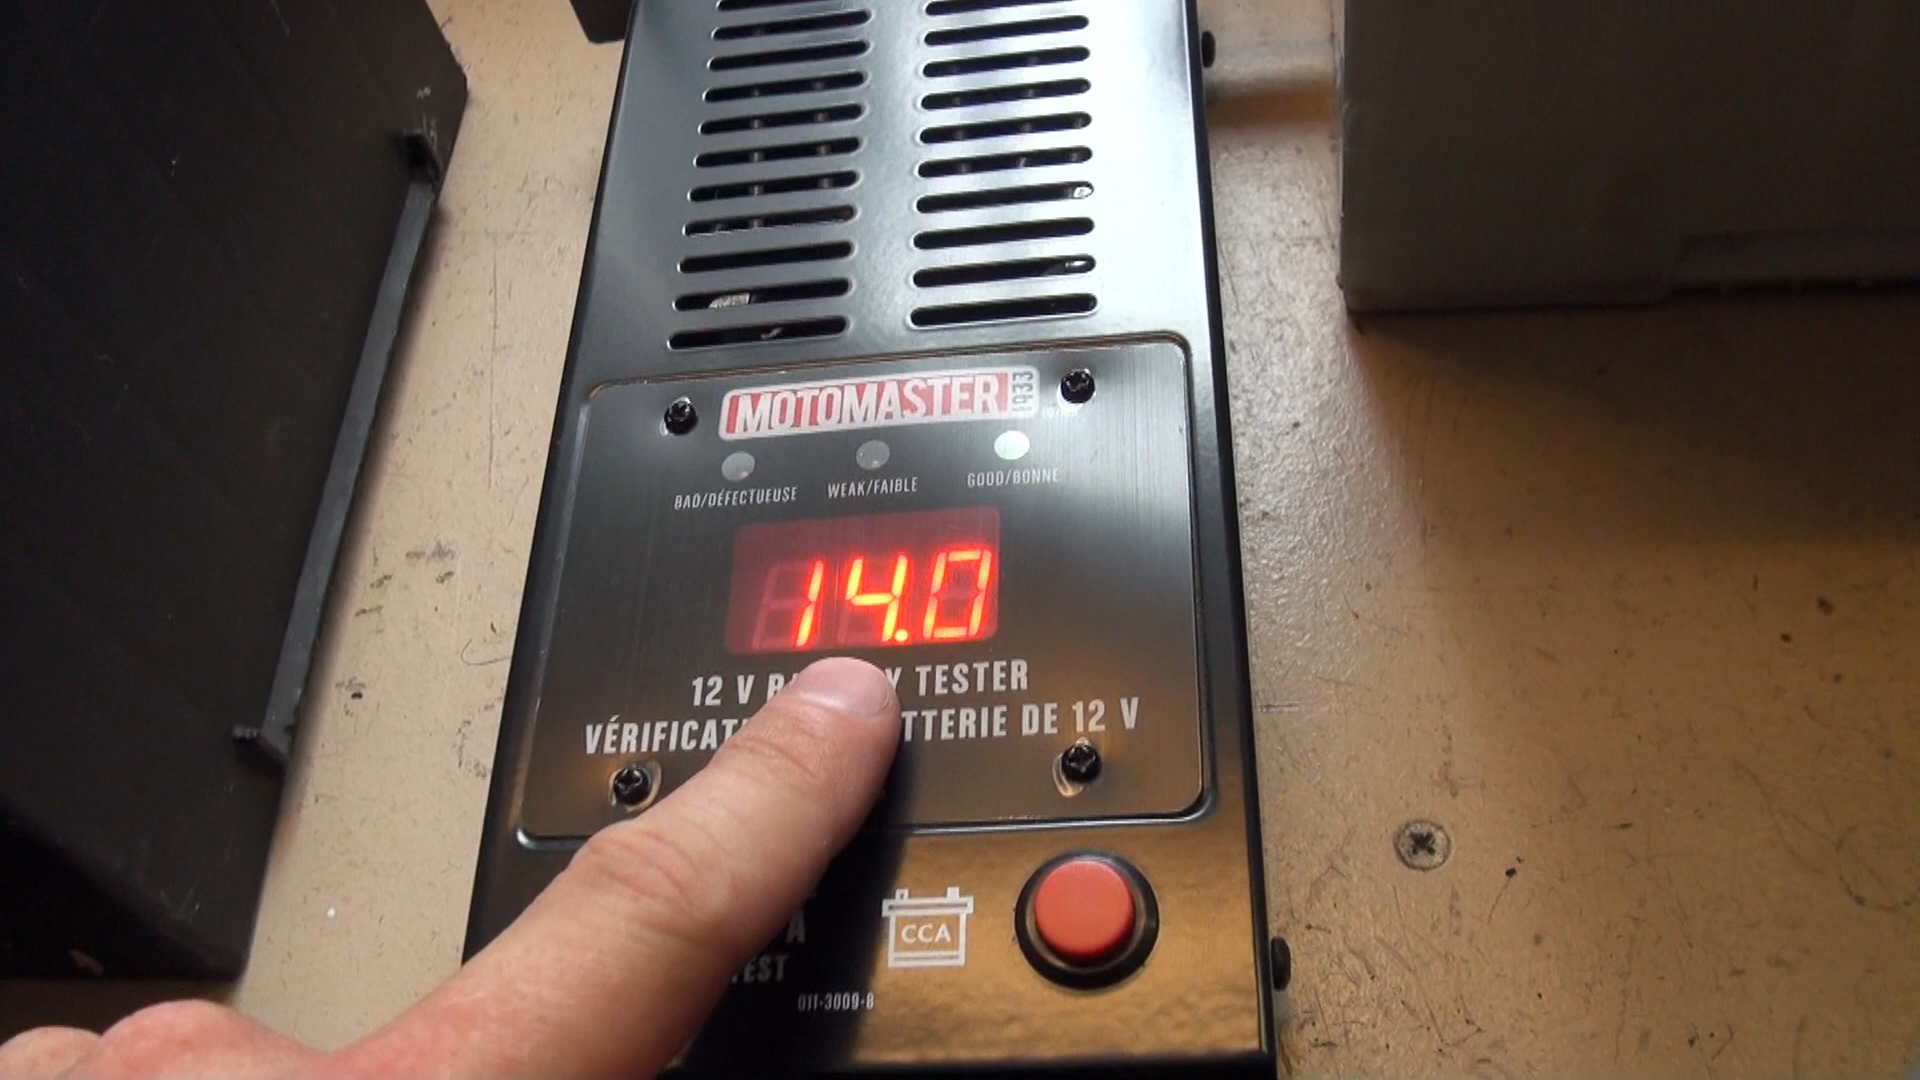 MOTOMASTER 1933
BAD/DÉFECTUEUSE WEAK/FAIBLE GOOD/BONNE
14.0
12 V TESTER
VÉRIFICAT TTERIE DE 12 V
A
CCA
TEST
011-3009-8